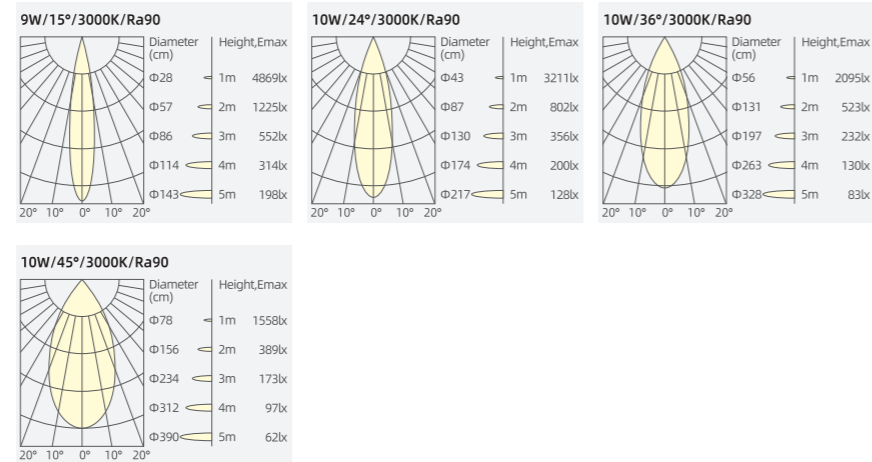 9W/15°/3000K/Ra90
Diameter (cm) Height,Emax
Φ28 1m 4869lx
Φ57 2m 1225lx
Φ86 3m 552lx
Φ114 4m 314lx
Φ143 5m 198lx
20° 10° 0° 10° 20°
10W/24°/3000K/Ra90
Diameter (cm) Height,Emax
Φ43 1m 3211lx
Φ87 2m 802lx
Φ130 3m 356lx
Φ174 4m 200lx
Φ217 5m 128lx
20° 10° 0° 10° 20°
10W/36°/3000K/Ra90
Diameter (cm) Height,Emax
Φ56 1m 2095lx
Φ131 2m 523lx
Φ197 3m 232lx
Φ263 4m 130lx
Φ328 5m 83lx
20° 10° 0° 10° 20°
10W/45°/3000K/Ra90
Diameter (cm) Height,Emax
Φ78 1m 1558lx
Φ156 2m 389lx
Φ234 3m 173lx
Φ312 4m 97lx
Φ390 5m 62lx
20° 10° 0° 10° 20°